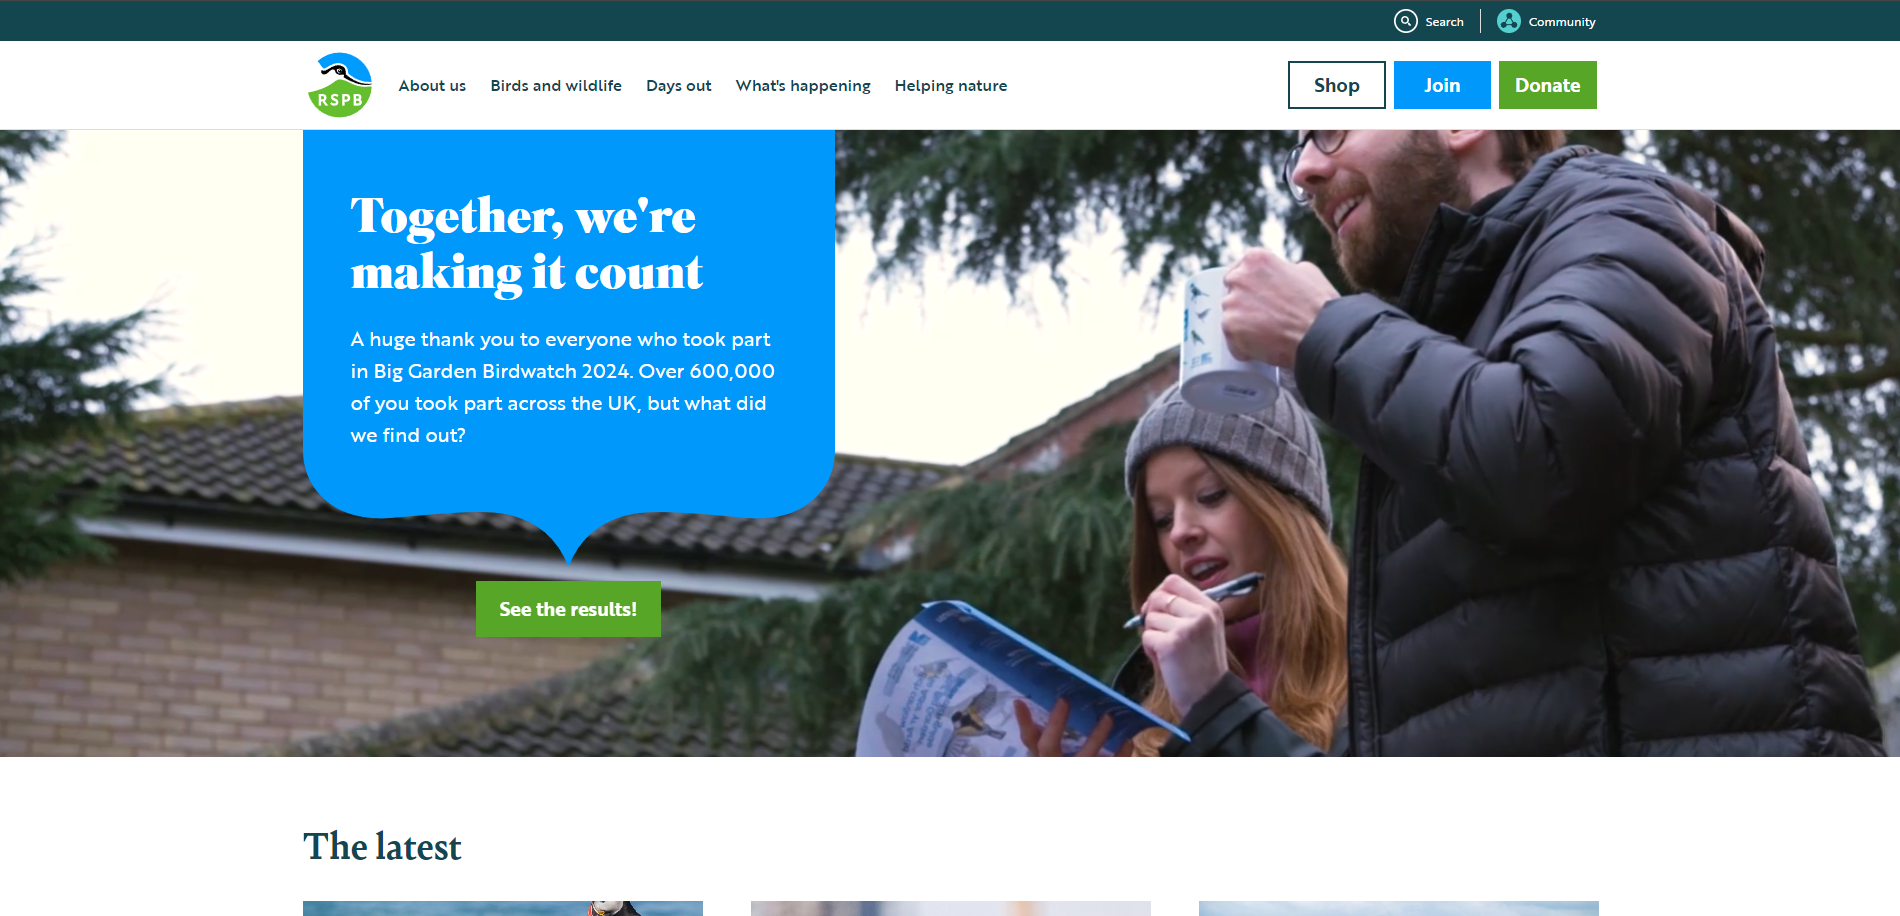 Search
Community
RSPB
About us
Birds and wildlife
Days out
What's happening
Helping nature
Shop
Join
Donate
Together, we're
making it count
A huge thank you to everyone who took part
in Big Garden Birdwatch 2024. Over 600,000
of you took part across the UK, but what did
we find out?
See the results!
The latest